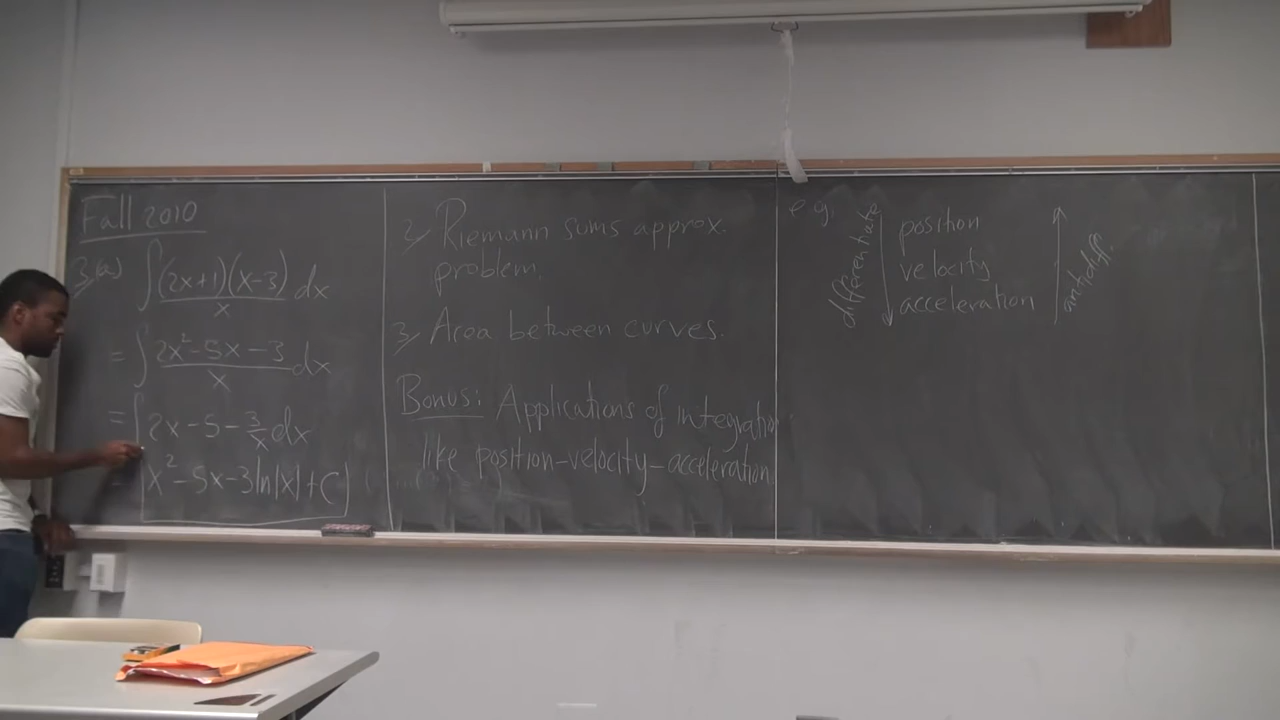 Fall 2010
3.(a) ∫ (2x+1)(x-3)/x dx
= ∫ 2x²-5x-3/x dx
= ∫ 2x-5-3/x dx
= x²-5x-3ln|x|+C
2, Riemann sums approx.
problem.
3, Area between curves.
Bonus: Applications of integration
like position-velocity-acceleration
e.g.
differentiate
position
velocity
acceleration
antidiff.